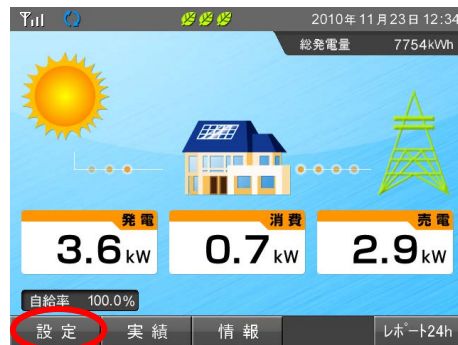 2010年11月23日 12:34
総発電量 7754kWh
発電 消費 売電
3.6kW 0.7kW 2.9kW
自給率 100.0%
設定 実績 情報 レポート24h